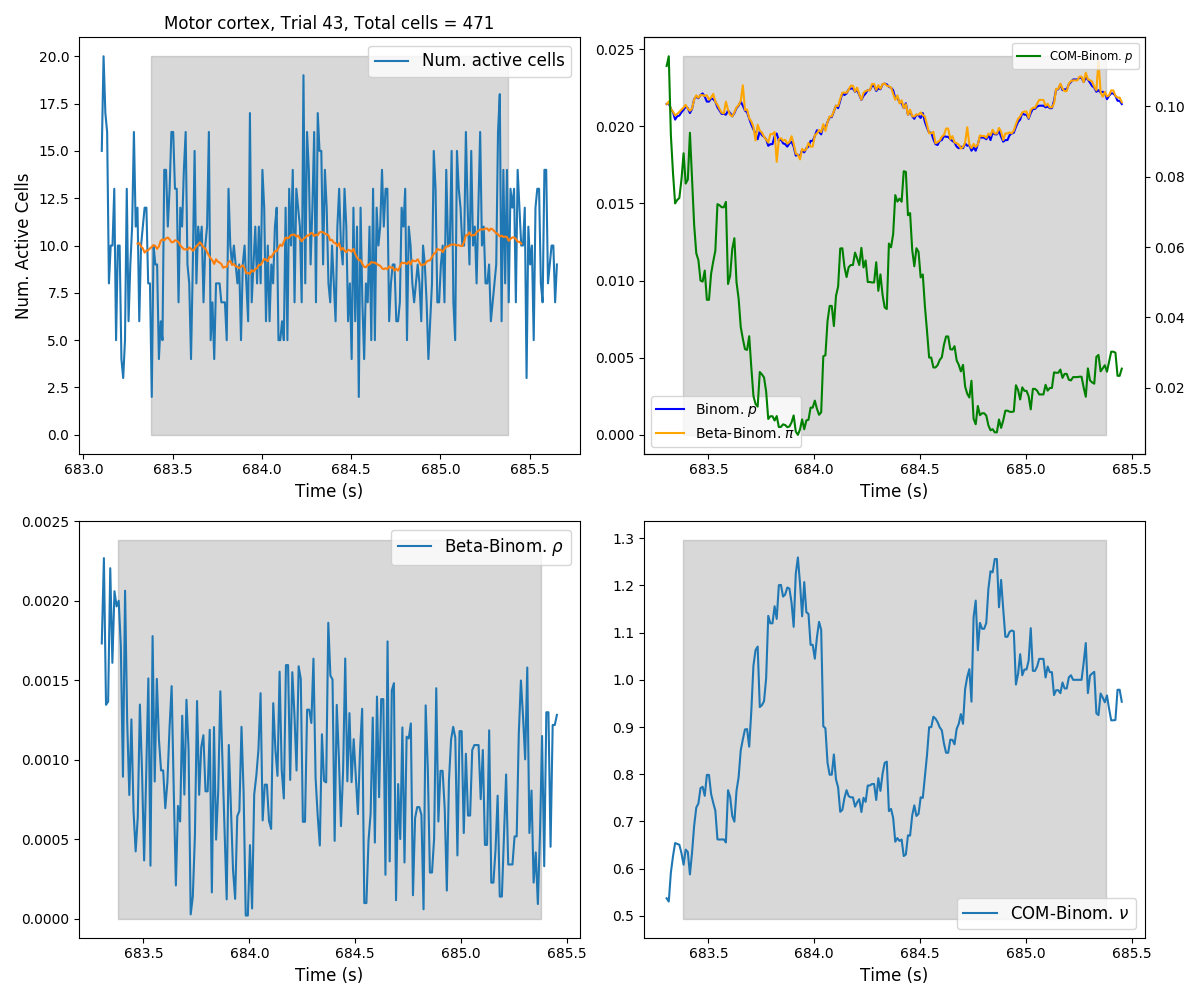 Motor cortex, Trial 43, Total cells = 471
Num. active cells
20.0
17.5
15.0
12.5
10.0
7.5
5.0
2.5
0.0
Num. Active Cells
683.0 683.5 684.0 684.5 685.0 685.5
Time (s)
COM-Binom. p
0.025
0.020
0.015
0.010
0.005
0.000
0.10
0.08
0.06
0.04
0.02
Binom. p
Beta-Binom. π
683.5 684.0 684.5 685.0 685.5
Time (s)
Beta-Binom. ρ
0.0025
0.0020
0.0015
0.0010
0.0005
0.0000
683.5 684.0 684.5 685.0 685.5
Time (s)
1.3
1.2
1.1
1.0
0.9
0.8
0.7
0.6
0.5
COM-Binom. ν
683.5 684.0 684.5 685.0 685.5
Time (s)